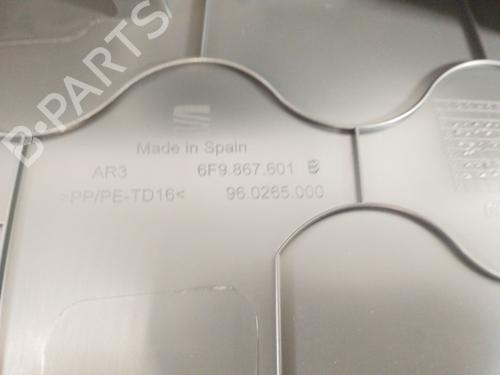 B-PARTS
Made in Spain
AR3 6F9.867.601 B
>PP/PE-TD16< 96.0265.000